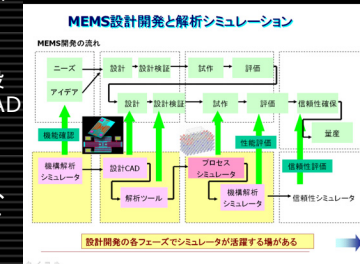 MEMS設計開発と解析シミュレーション
MEMS開発の流れ
ニーズ
アイデア
設計
設計検証
試作
評価
設計
設計検証
試作
評価
信頼性確保
量産
機能確認
性能評価
信頼性評価
機構解析
シミュレータ
設計CAD
解析ツール
プロセス
シミュレータ
機構解析
シミュレータ
信頼性シミュレータ
設計開発の各フェーズでシミュレータが活躍する場がある
AD